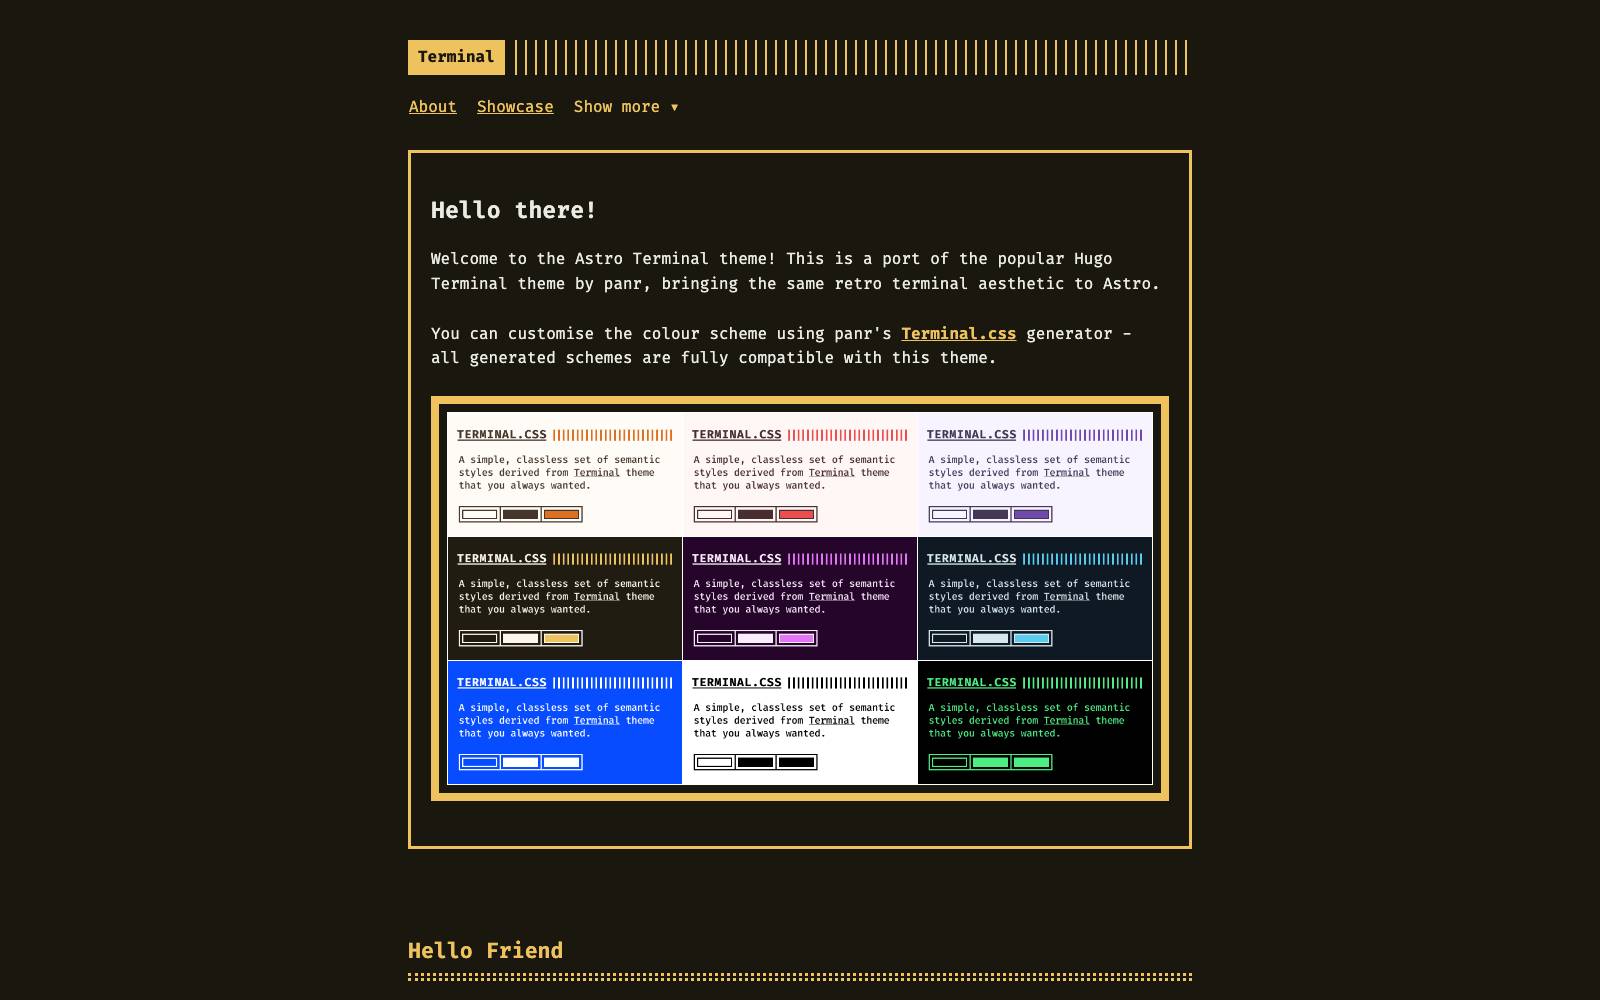 Terminal
About Showcase Show more ▾
Hello there!
Welcome to the Astro Terminal theme! This is a port of the popular Hugo
Terminal theme by panr, bringing the same retro terminal aesthetic to Astro.
You can customise the colour scheme using panr's Terminal.css generator -
all generated schemes are fully compatible with this theme.
TERMINAL.CSS
A simple, classless set of semantic
styles derived from Terminal theme
that you always wanted.
TERMINAL.CSS
A simple, classless set of semantic
styles derived from Terminal theme
that you always wanted.
TERMINAL.CSS
A simple, classless set of semantic
styles derived from Terminal theme
that you always wanted.
TERMINAL.CSS
A simple, classless set of semantic
styles derived from Terminal theme
that you always wanted.
TERMINAL.CSS
A simple, classless set of semantic
styles derived from Terminal theme
that you always wanted.
TERMINAL.CSS
A simple, classless set of semantic
styles derived from Terminal theme
that you always wanted.
TERMINAL.CSS
A simple, classless set of semantic
styles derived from Terminal theme
that you always wanted.
TERMINAL.CSS
A simple, classless set of semantic
styles derived from Terminal theme
that you always wanted.
TERMINAL.CSS
A simple, classless set of semantic
styles derived from Terminal theme
that you always wanted.
Hello Friend